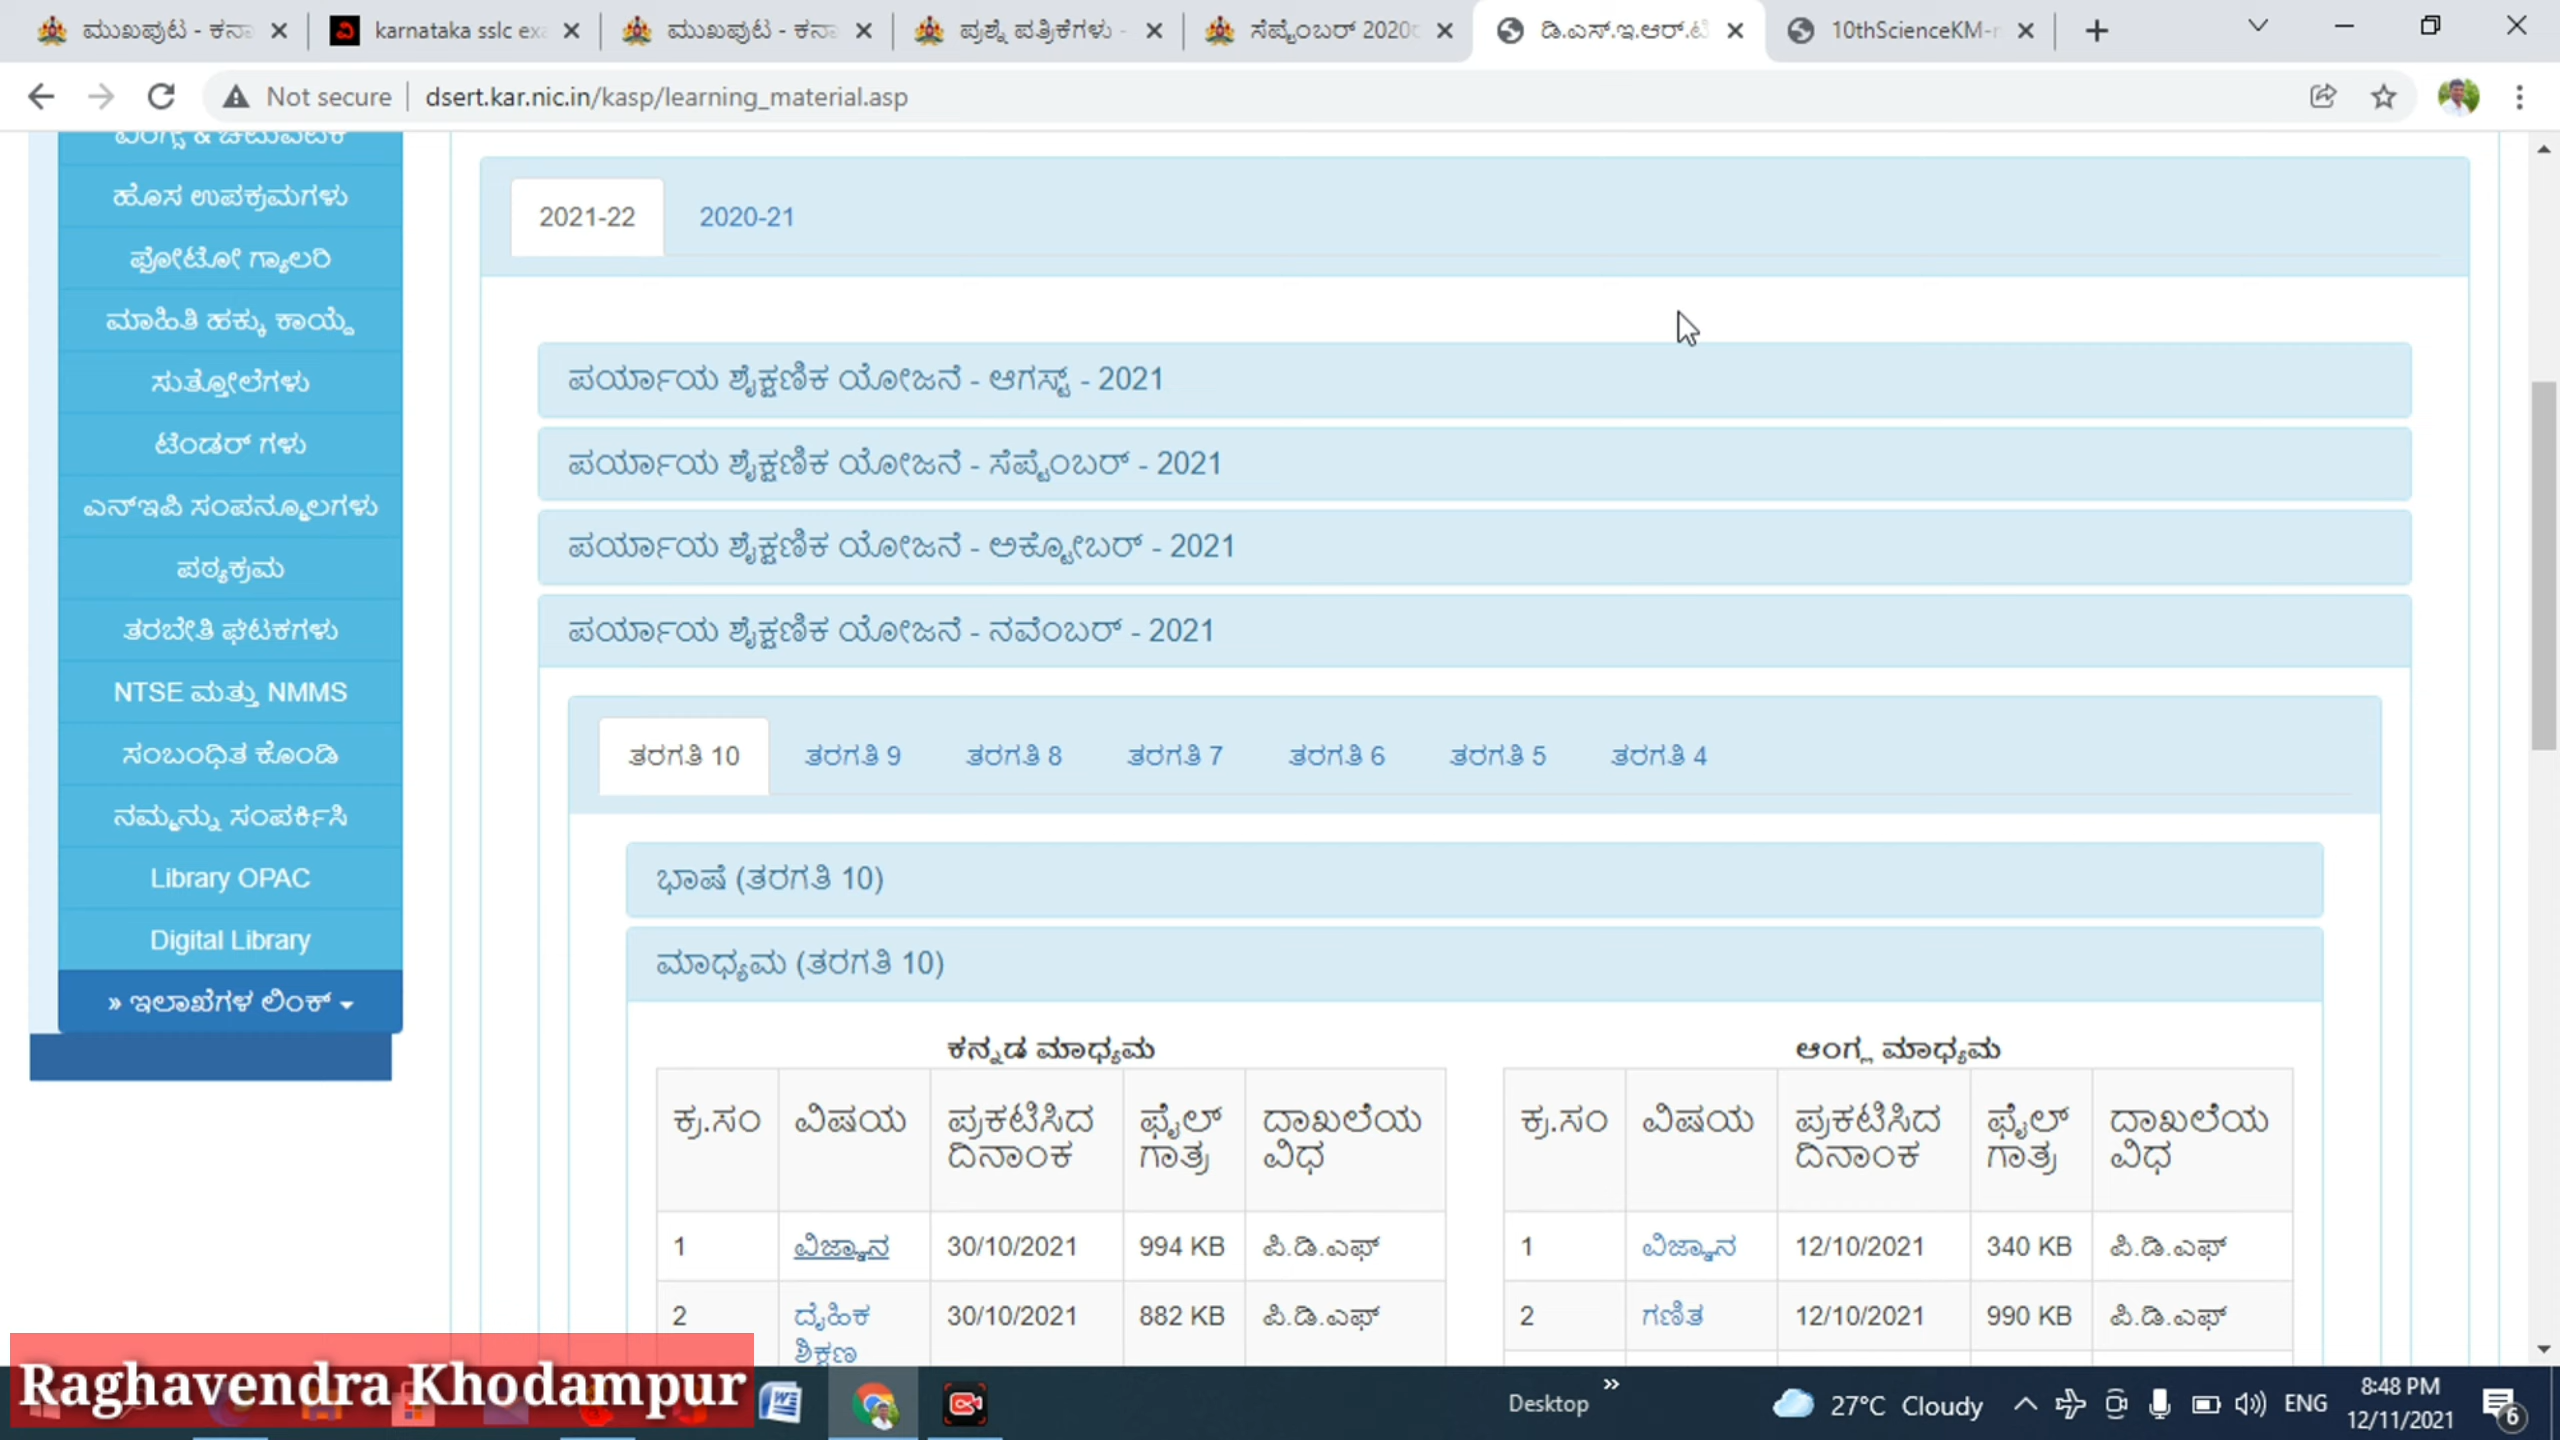 ಮುಖಪುಟ - ಕನಾ
karnataka sslc exa
ಮುಖಪುಟ - ಕನಾ
ಪ್ರಶ್ನೆ ಪತ್ರಿಕೆಗಳು -
ಸೆಪ್ಟೆಂಬರ್ 2020ರ
ಡಿ.ಎಸ್.ಇ.ಆರ್.ಟಿ
10thScienceKM-n
Not secure
dsert.kar.nic.in/kasp/learning_material.asp
ಹೊಸ ಉಪಕ್ರಮಗಳು
ಫೋಟೋ ಗ್ಯಾಲರಿ
ಮಾಹಿತಿ ಹಕ್ಕು ಕಾಯ್ದೆ
ಸುತ್ತೋಲೆಗಳು
ಟೆಂಡರ್ ಗಳು
ಎನ್ಇಪಿ ಸಂಪನ್ಮೂಲಗಳು
ಪಠ್ಯಕ್ರಮ
ತರಬೇತಿ ಘಟಕಗಳು
NTSE ಮತ್ತು NMMS
ಸಂಬಂಧಿತ ಕೊಂಡಿ
ನಮ್ಮನ್ನು ಸಂಪರ್ಕಿಸಿ
Library OPAC
Digital Library
» ಇಲಾಖೆಗಳ ಲಿಂಕ್
2021-22 2020-21
ಪರ್ಯಾಯ ಶೈಕ್ಷಣಿಕ ಯೋಜನೆ - ಆಗಸ್ಟ್ - 2021
ಪರ್ಯಾಯ ಶೈಕ್ಷಣಿಕ ಯೋಜನೆ - ಸೆಪ್ಟೆಂಬರ್ - 2021
ಪರ್ಯಾಯ ಶೈಕ್ಷಣಿಕ ಯೋಜನೆ - ಅಕ್ಟೋಬರ್ - 2021
ಪರ್ಯಾಯ ಶೈಕ್ಷಣಿಕ ಯೋಜನೆ - ನವೆಂಬರ್ - 2021
ತರಗತಿ 10 ತರಗತಿ 9 ತರಗತಿ 8 ತರಗತಿ 7 ತರಗತಿ 6 ತರಗತಿ 5 ತರಗತಿ 4
ಭಾಷೆ (ತರಗತಿ 10)
ಮಾಧ್ಯಮ (ತರಗತಿ 10)
ಕನ್ನಡ ಮಾಧ್ಯಮ
ಕ್ರ.ಸಂ ವಿಷಯ ಪ್ರಕಟಿಸಿದ ದಿನಾಂಕ ಫೈಲ್ ಗಾತ್ರ ದಾಖಲೆಯ ವಿಧ
1 ವಿಜ್ಞಾನ 30/10/2021 994 KB ಪಿ.ಡಿ.ಎಫ್
2 ದೈಹಿಕ ಶಿಕ್ಷಣ 30/10/2021 882 KB ಪಿ.ಡಿ.ಎಫ್
ಆಂಗ್ಲ ಮಾಧ್ಯಮ
ಕ್ರ.ಸಂ ವಿಷಯ ಪ್ರಕಟಿಸಿದ ದಿನಾಂಕ ಫೈಲ್ ಗಾತ್ರ ದಾಖಲೆಯ ವಿಧ
1 ವಿಜ್ಞಾನ 12/10/2021 340 KB ಪಿ.ಡಿ.ಎಫ್
2 ಗಣಿತ 12/10/2021 990 KB ಪಿ.ಡಿ.ಎಫ್
Raghavendra Khodampur
Desktop
27°C Cloudy
ENG
8:48 PM
12/11/2021
6